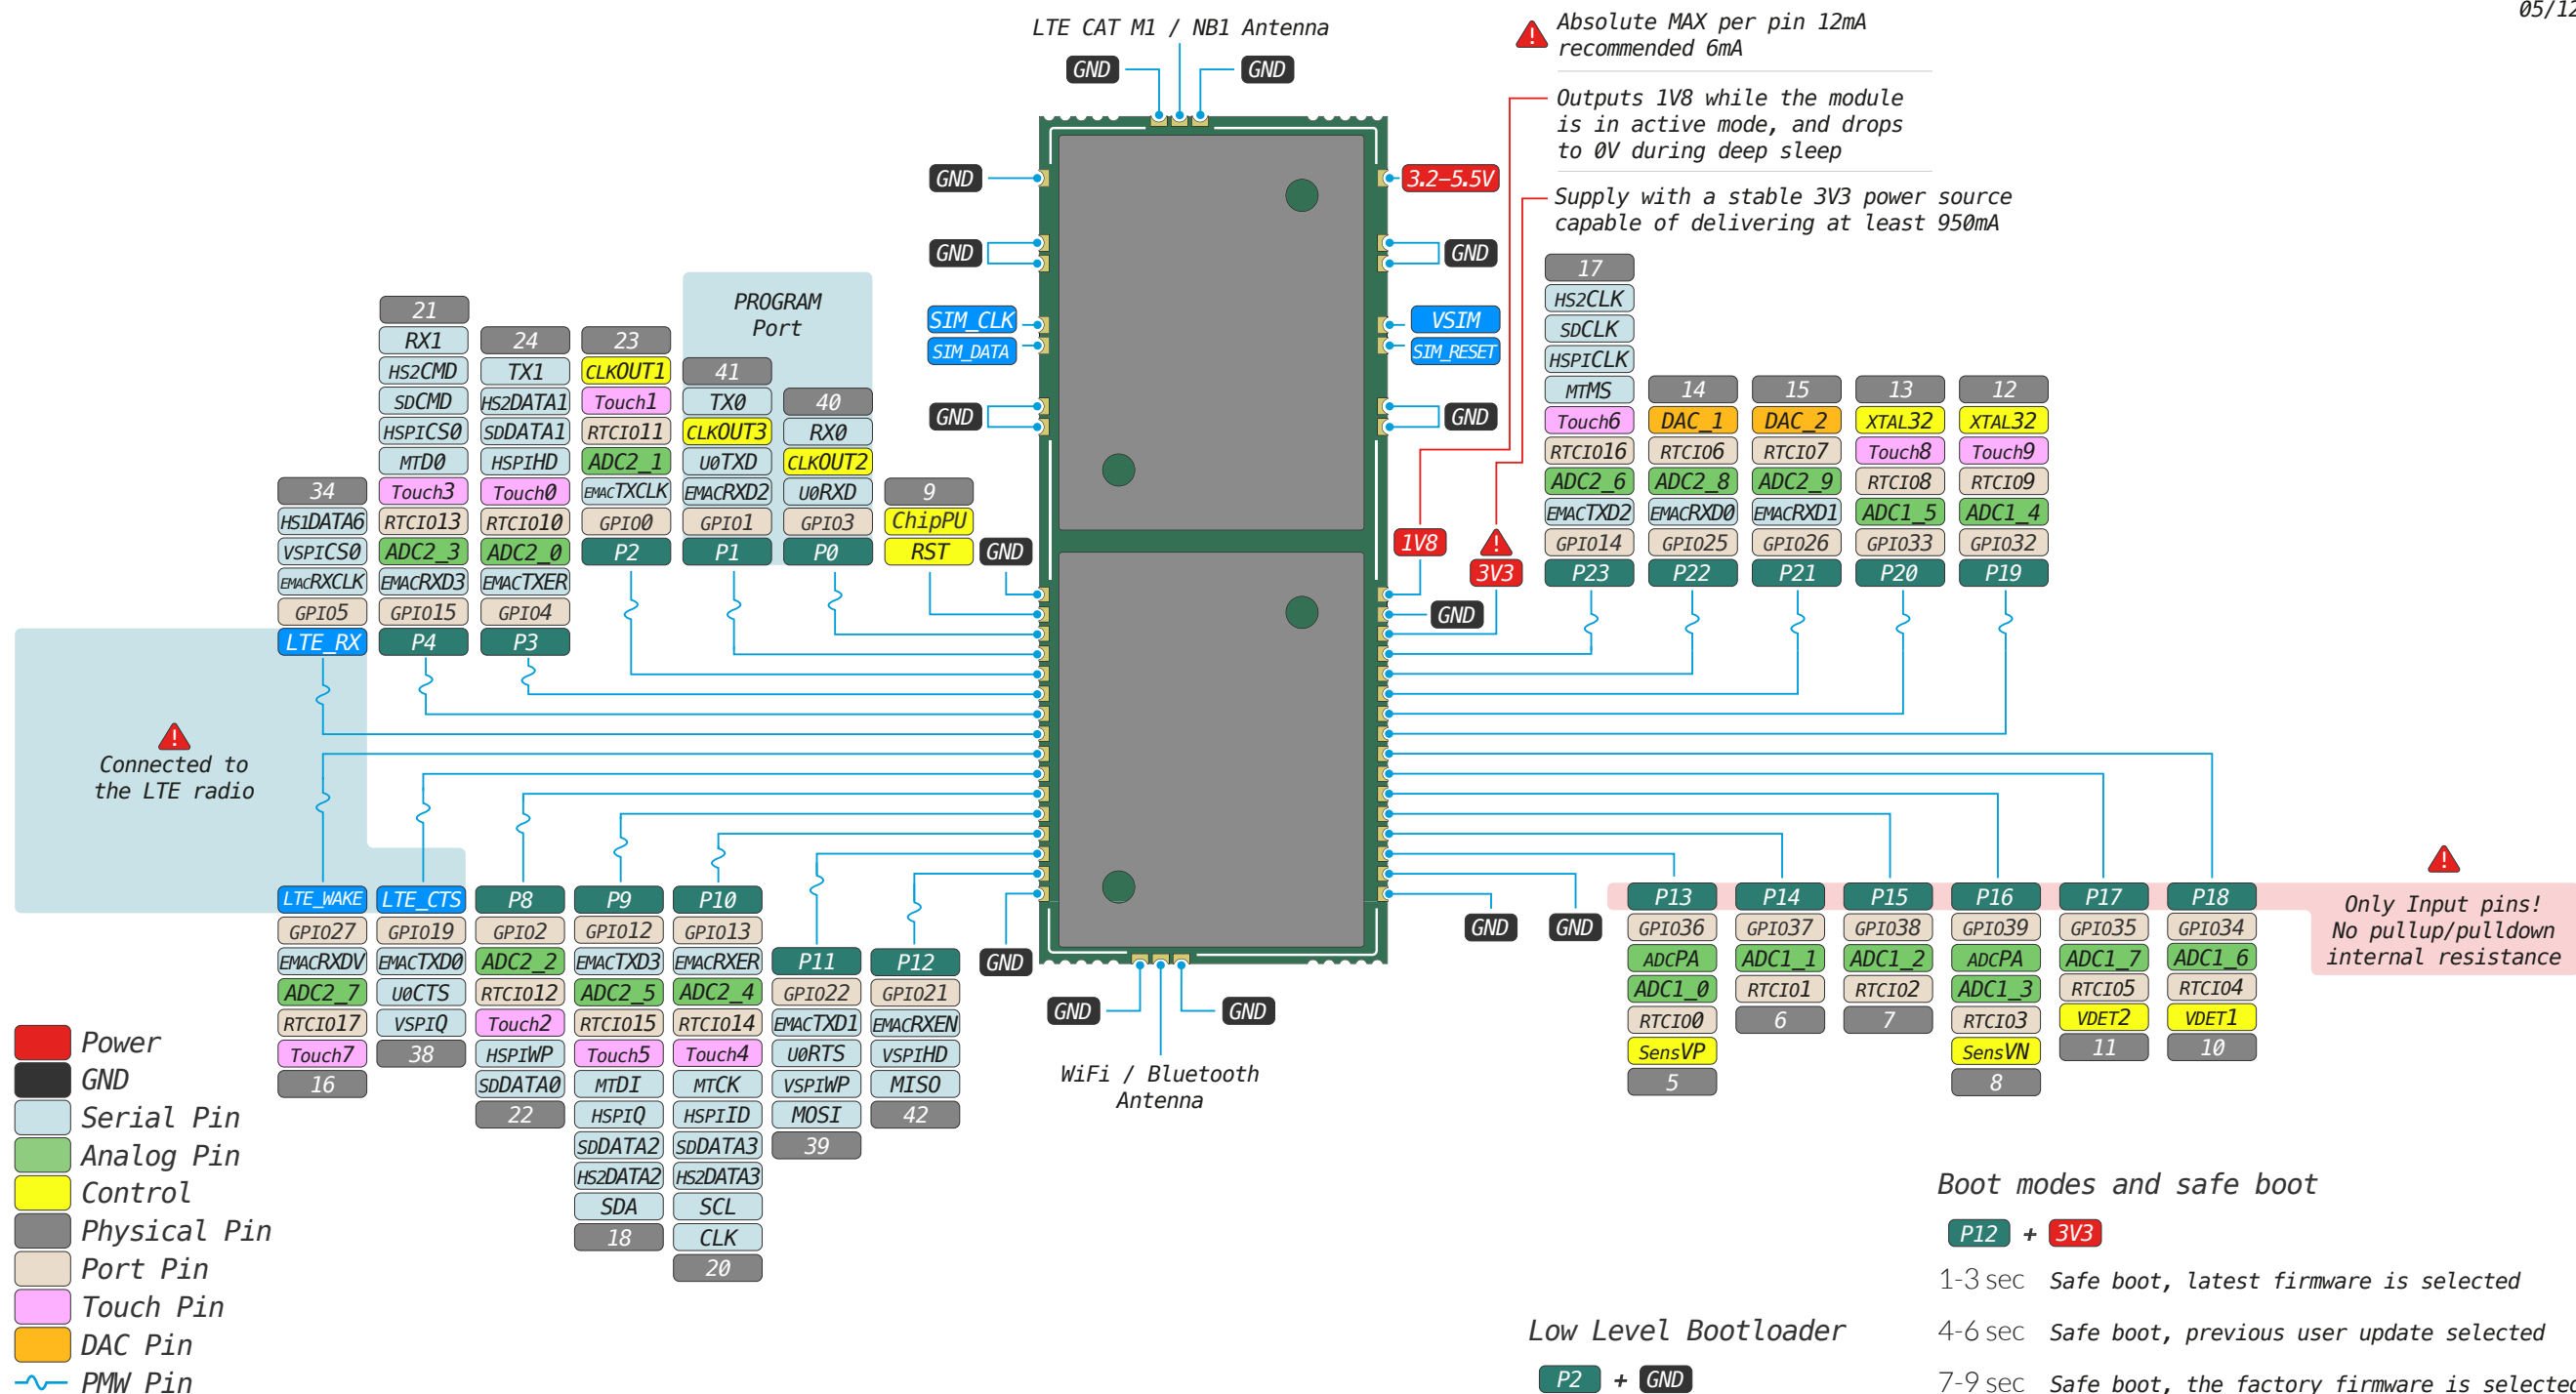 05/12
LTE CAT M1 / NB1 Antenna
GND
GND
Absolute MAX per pin 12mA
recommended 6mA
Outputs 1V8 while the module
is in active mode, and drops
to 0V during deep sleep
Supply with a stable 3V3 power source
capable of delivering at least 950mA
GND
GND
SIM_CLK
SIM_DATA
GND
3.2–5.5V
GND
VSIM
SIM_RESET
GND
1V8
3V3
GND
PROGRAM
Port
34
HS1DATA6
VSPICS0
EMACRXCLK
GPIO5
LTE_RX
21
RX1
HS2CMD
SDCMD
HSPICS0
MTD0
Touch3
RTCIO13
ADC2_3
EMACRXD3
GPIO15
P4
24
TX1
HS2DATA1
SDDATA1
HSPIHD
Touch0
RTCIO10
ADC2_0
EMACTXER
GPIO4
P3
23
CLKOUT1
Touch1
RTCIO11
ADC2_1
EMACTXCLK
GPIO0
P2
41
TX0
CLKOUT3
U0TXD
EMACRXD2
GPIO1
P1
40
RX0
CLKOUT2
U0RXD
GPIO3
P0
9
ChipPU
RST
GND
17
HS2CLK
SDCLK
HSPICLK
MTMS
Touch6
RTCIO16
ADC2_6
EMACTXD2
GPIO14
P23
14
DAC_1
RTCIO6
ADC2_8
EMACRXD0
GPIO25
P22
15
DAC_2
RTCIO7
ADC2_9
EMACRXD1
GPIO26
P21
13
XTAL32
Touch8
RTCIO8
ADC1_5
GPIO33
P20
12
XTAL32
Touch9
RTCIO9
ADC1_4
GPIO32
P19
Connected to
the LTE radio
LTE_WAKE
GPIO27
EMACRXDV
ADC2_7
RTCIO17
Touch7
16
LTE_CTS
GPIO19
EMACTXD0
U0CTS
VSPIQ
38
P8
GPIO2
ADC2_2
RTCIO12
Touch2
HSPIWP
SDDATA0
22
P9
GPIO12
EMACTXD3
ADC2_5
RTCIO15
Touch5
MTDI
HSPIQ
SDDATA2
HS2DATA2
SDA
18
P10
GPIO13
EMACRXER
ADC2_4
RTCIO14
Touch4
MTCK
HSPIID
SDDATA3
HS2DATA3
SCL
CLK
20
P11
GPIO22
EMACTXD1
U0RTS
VSPIWP
MOSI
39
P12
GPIO21
EMACRXEN
VSPIHD
MISO
42
GND
GND
GND
WiFi / Bluetooth
Antenna
GND
GND
P13
GPIO36
ADCPA
ADC1_0
RTCIO0
SensVP
5
P14
GPIO37
ADC1_1
RTCIO1
6
P15
GPIO38
ADC1_2
RTCIO2
7
P16
GPIO39
ADCPA
ADC1_3
RTCIO3
SensVN
8
P17
GPIO35
ADC1_7
RTCIO5
VDET2
11
P18
GPIO34
ADC1_6
RTCIO4
VDET1
10
Only Input pins!
No pullup/pulldown
internal resistance
Power
GND
Serial Pin
Analog Pin
Control
Physical Pin
Port Pin
Touch Pin
DAC Pin
PMW Pin
Low Level Bootloader
P2 + GND
Boot modes and safe boot
P12 + 3V3
1-3 sec Safe boot, latest firmware is selected
4-6 sec Safe boot, previous user update selected
7-9 sec Safe boot, the factory firmware is selected